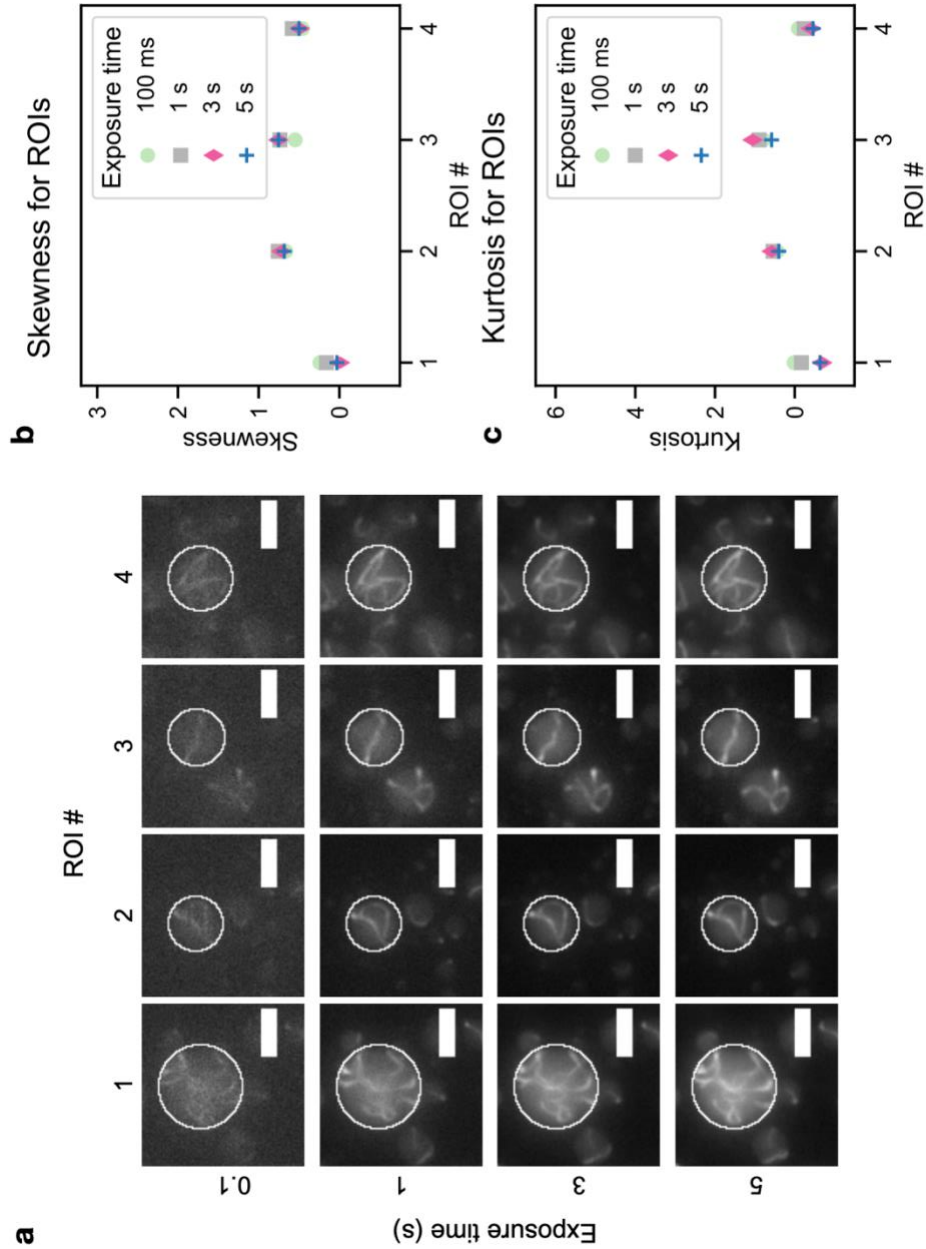 a
ROI #
1 2 3 4
Exposure time (s)
0.1
1
3
5
b
Skewness for ROIs
Skewness
3
2
1
0
Exposure time
100 ms
1 s
3 s
5 s
1 2 3 4
ROI #
c
Kurtosis for ROIs
Kurtosis
6
4
2
0
Exposure time
100 ms
1 s
3 s
5 s
1 2 3 4
ROI #